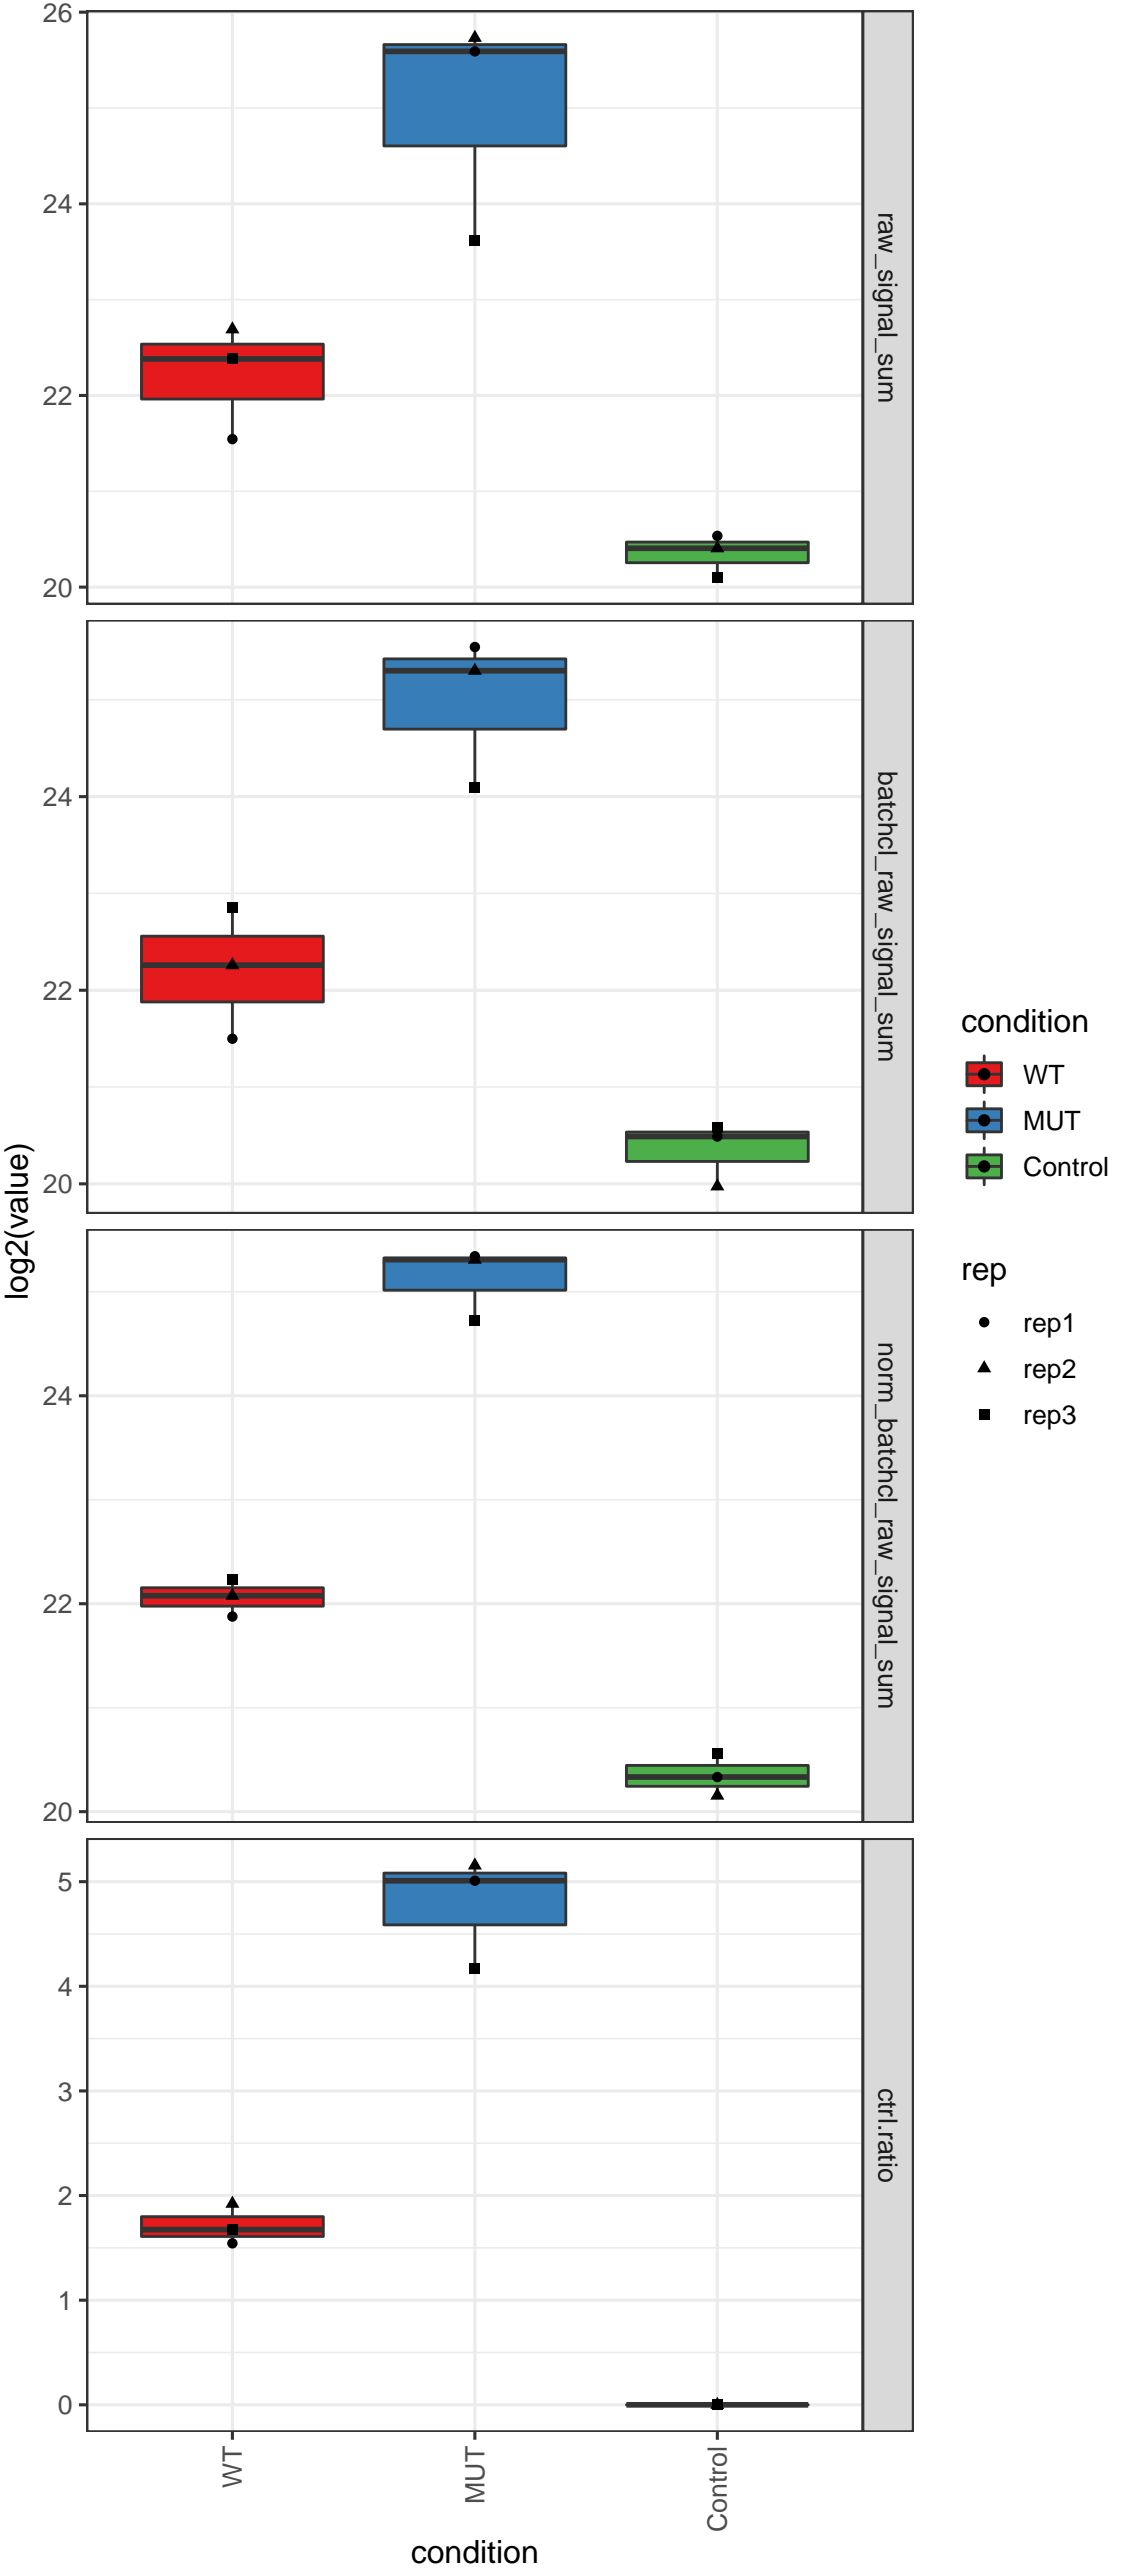 26
24
22
20
raw_signal_sum
24
22
20
batchcl_raw_signal_sum
24
22
20
norm_batchcl_raw_signal_sum
5
4
3
2
1
0
ctrl.ratio
log2(value)
WT
MUT
Control
condition
condition
WT
MUT
Control
rep
rep1
rep2
rep3